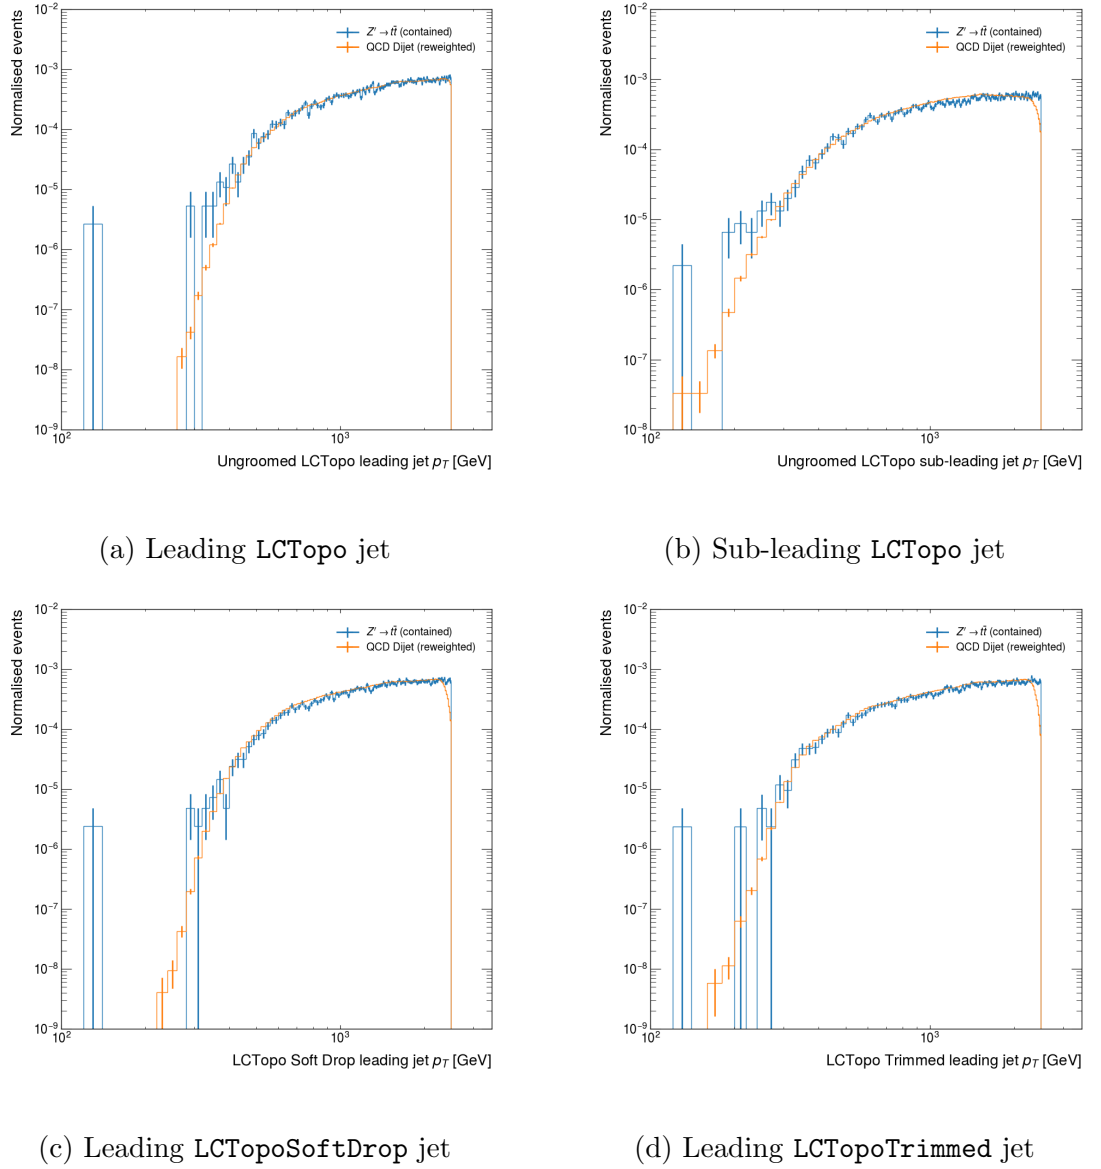 10⁻²
10⁻³
10⁻⁴
10⁻⁵
10⁻⁶
10⁻⁷
10⁻⁸
10⁻⁹
Normalised events
Z′ → tt̄ (contained)
QCD Dijet (reweighted)
10² 10³
Ungroomed LCTopo leading jet p_T [GeV]
(a) Leading LCTopo jet
10⁻²
10⁻³
10⁻⁴
10⁻⁵
10⁻⁶
10⁻⁷
10⁻⁸
Normalised events
Z′ → tt̄ (contained)
QCD Dijet (reweighted)
10² 10³
Ungroomed LCTopo sub-leading jet p_T [GeV]
(b) Sub-leading LCTopo jet
10⁻²
10⁻³
10⁻⁴
10⁻⁵
10⁻⁶
10⁻⁷
10⁻⁸
10⁻⁹
Normalised events
Z′ → tt̄ (contained)
QCD Dijet (reweighted)
10² 10³
LCTopo Soft Drop leading jet p_T [GeV]
(c) Leading LCTopoSoftDrop jet
10⁻²
10⁻³
10⁻⁴
10⁻⁵
10⁻⁶
10⁻⁷
10⁻⁸
10⁻⁹
Normalised events
Z′ → tt̄ (contained)
QCD Dijet (reweighted)
10² 10³
LCTopo Trimmed leading jet p_T [GeV]
(d) Leading LCTopoTrimmed jet